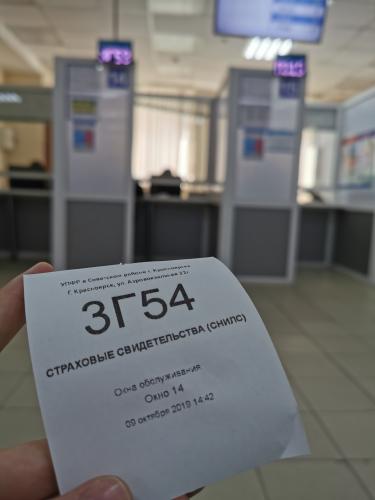 УПФР в Советском районе г. Красноярска
Г. Красноярск, ул. Аэровокзальная 22г
3Г54
СТРАХОВЫЕ СВИДЕТЕЛЬСТВА (СНИЛС)
Окна обслуживания
Окно 14
09 октября 2019 14:42